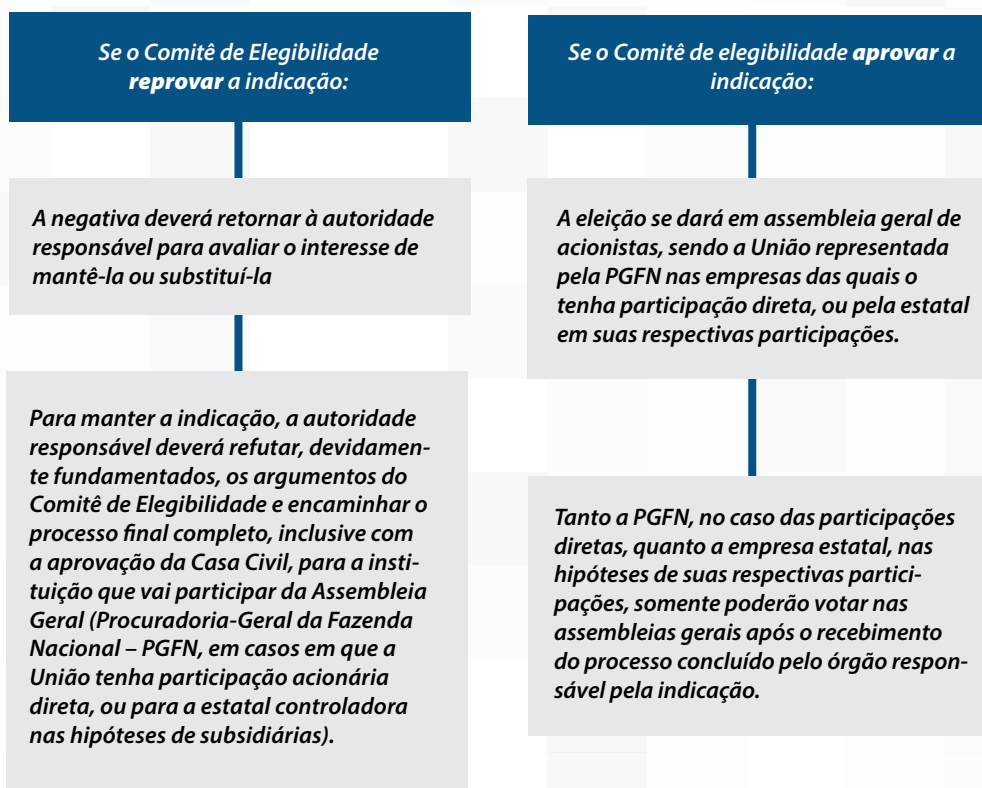 Se o Comitê de Elegibilidade
reprovar a indicação:
A negativa deverá retornar à autoridade
responsável para avaliar o interesse de
mantê-la ou substituí-la
Para manter a indicação, a autoridade
responsável deverá refutar, devidamen-
te fundamentados, os argumentos do
Comitê de Elegibilidade e encaminhar o
processo final completo, inclusive com
a aprovação da Casa Civil, para a insti-
tuição que vai participar da Assembleia
Geral (Procuradoria-Geral da Fazenda
Nacional – PGFN, em casos em que a
União tenha participação acionária
direta, ou para a estatal controladora
nas hipóteses de subsidiárias).
Se o Comitê de elegibilidade aprovar a
indicação:
A eleição se dará em assembleia geral de
acionistas, sendo a União representada
pela PGFN nas empresas das quais o
tenha participação direta, ou pela estatal
em suas respectivas participações.
Tanto a PGFN, no caso das participações
diretas, quanto a empresa estatal, nas
hipóteses de suas respectivas partici-
pações, somente poderão votar nas
assembleias gerais após o recebimento
do processo concluído pelo órgão respon-
sável pela indicação.